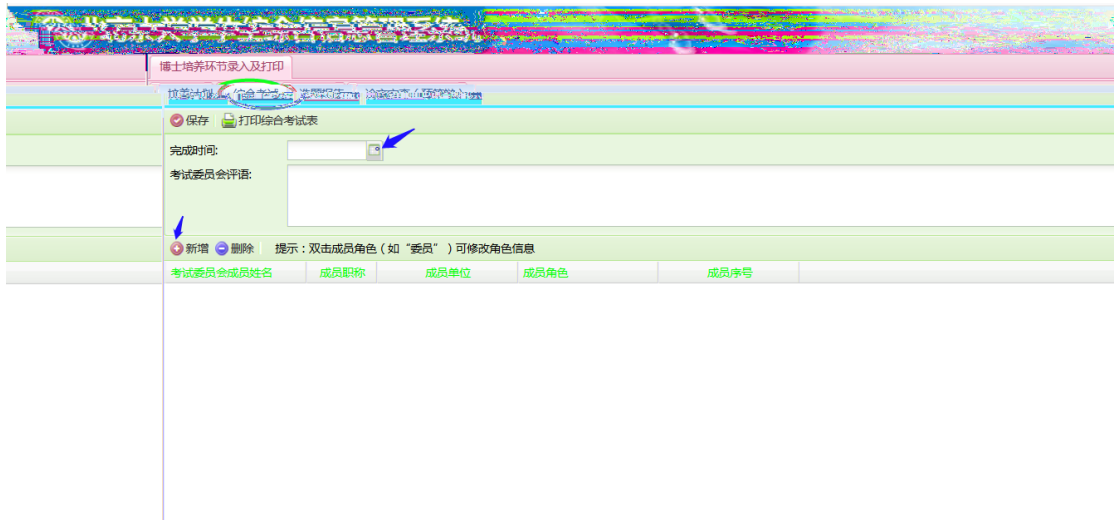 博士培养环节录入及打印
综合考试
保存 打印综合考试表
完成时间:
考试委员会评语:
新增 删除 提示：双击成员角色（如“委员”）可修改角色信息
考试委员会成员姓名 成员职称 成员单位 成员角色 成员序号